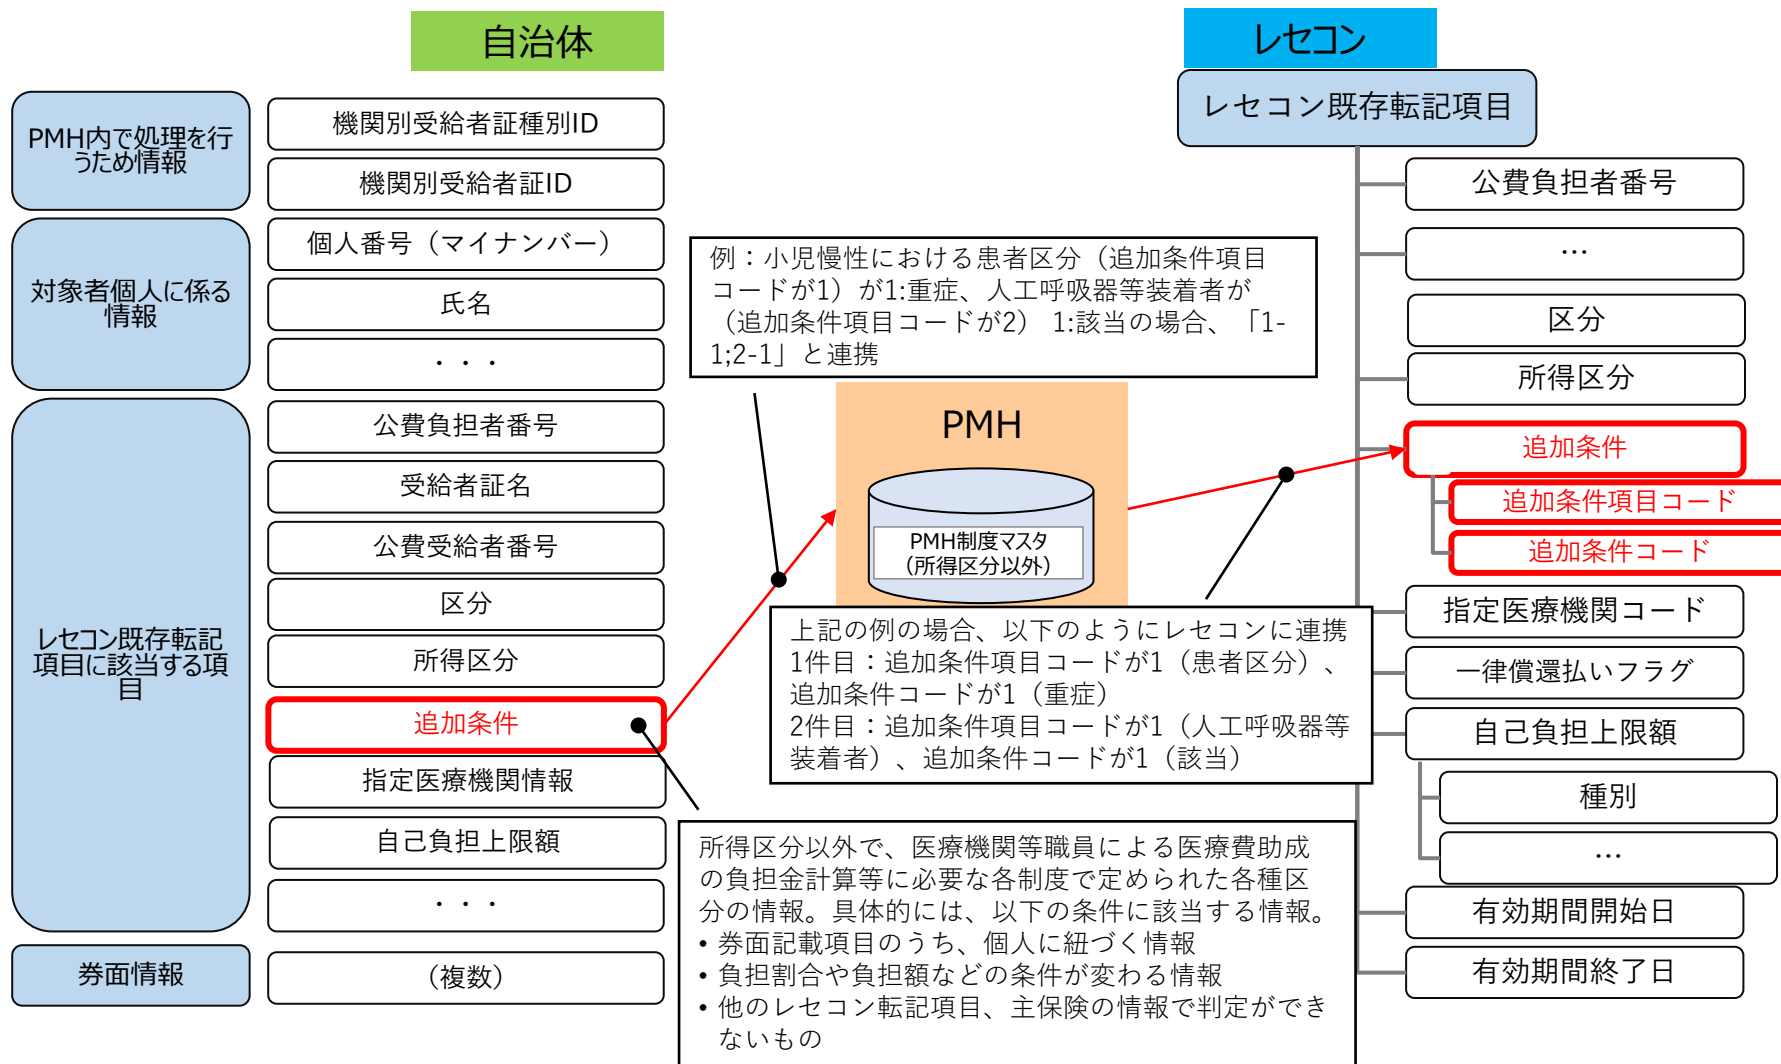 自治体
レセコン
PMH内で処理を行
うため情報
対象者個人に係る
情報
レセコン既存転記
項目に該当する項
目
券面情報
機関別受給者証種別ID
機関別受給者証ID
個人番号（マイナンバー）
氏名
・・・
公費負担者番号
受給者証名
公費受給者番号
区分
所得区分
追加条件
指定医療機関情報
自己負担上限額
・・・
（複数）
例：小児慢性における患者区分（追加条件項目
コードが1）が1:重症、人工呼吸器等装着者が
（追加条件項目コードが2） 1:該当の場合、「1-
1;2-1」と連携
PMH
PMH制度マスタ
（所得区分以外）
上記の例の場合、以下のようにレセコンに連携
1件目：追加条件項目コードが1（患者区分）、
追加条件コードが1（重症）
2件目：追加条件項目コードが1（人工呼吸器等
装着者）、追加条件コードが1（該当）
所得区分以外で、医療機関等職員による医療費助成
の負担金計算等に必要な各制度で定められた各種区
分の情報。具体的には、以下の条件に該当する情報。
• 券面記載項目のうち、個人に紐づく情報
• 負担割合や負担額などの条件が変わる情報
• 他のレセコン転記項目、主保険の情報で判定ができ
ないもの
レセコン既存転記項目
公費負担者番号
…
区分
所得区分
追加条件
追加条件項目コード
追加条件コード
指定医療機関コード
一律償還払いフラグ
自己負担上限額
種別
…
有効期間開始日
有効期間終了日